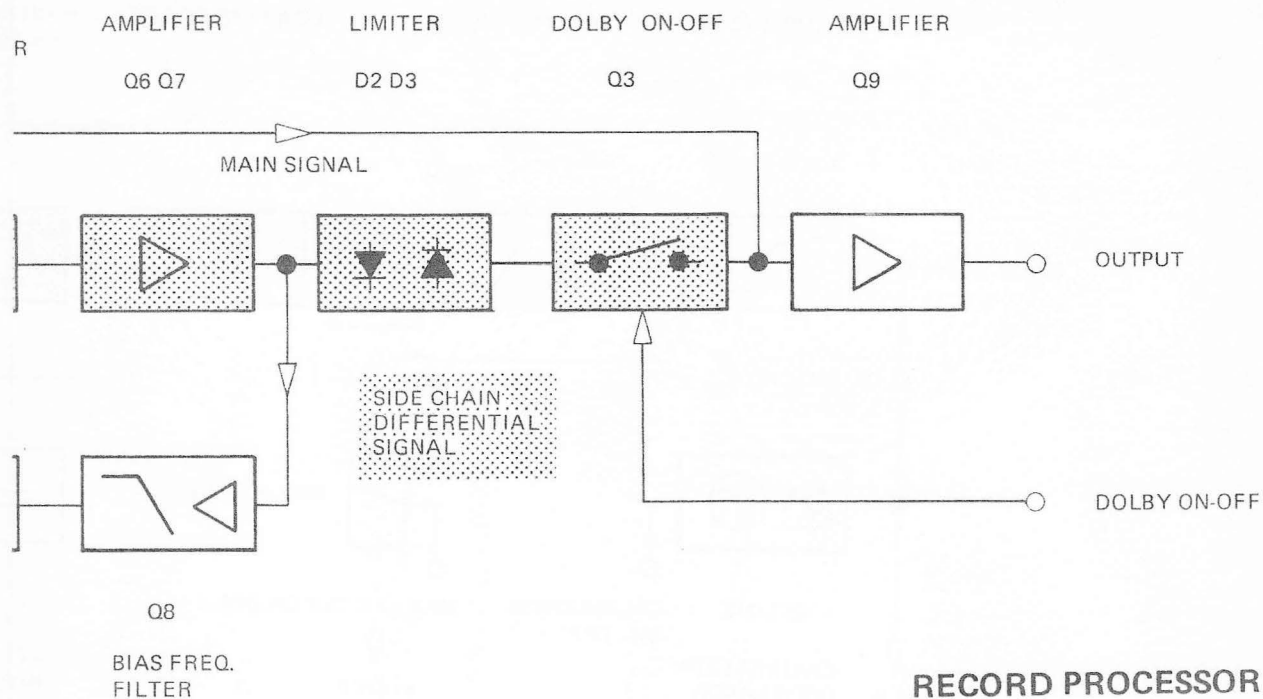 AMPLIFIER LIMITER DOLBY ON-OFF AMPLIFIER
R
Q6 Q7 D2 D3 Q3 Q9
MAIN SIGNAL
OUTPUT
SIDE CHAIN
DIFFERENTIAL
SIGNAL
DOLBY ON-OFF
Q8
BIAS FREQ.
FILTER
RECORD PROCESSOR